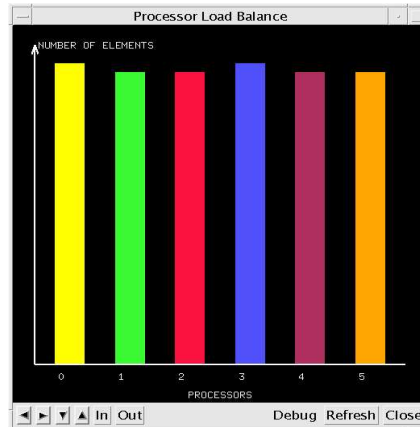 Processor Load Balance
NUMBER OF ELEMENTS
0 1 2 3 4 5
PROCESSORS
In Out Debug Refresh Close